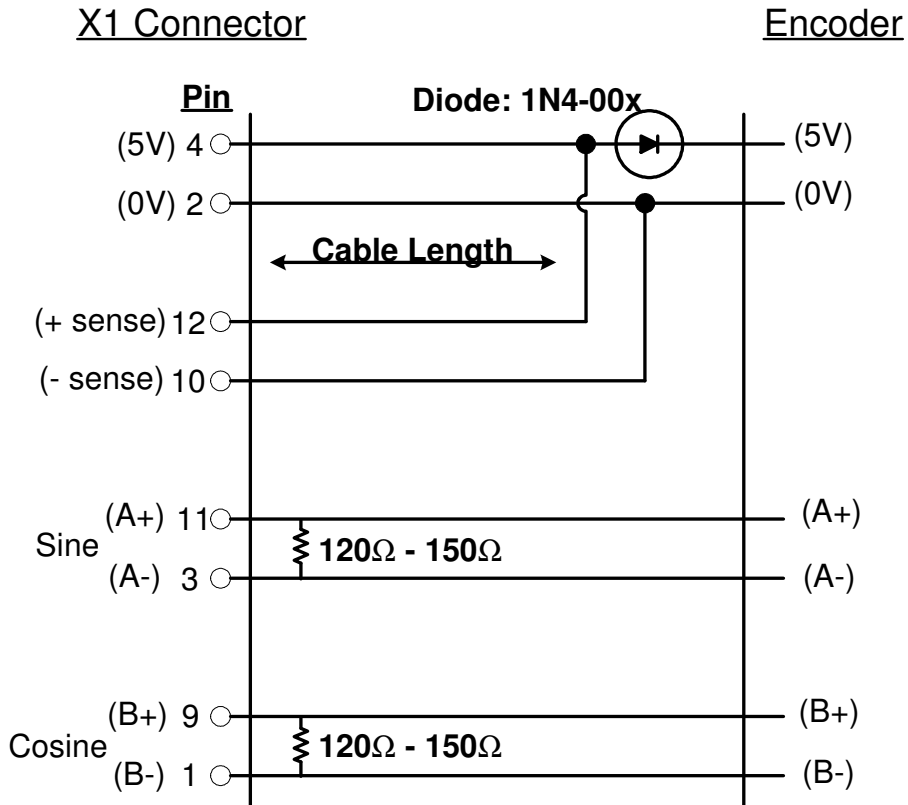 X1 Connector
Encoder
Pin
Diode: 1N4-00x
(5V) 4
(5V)
(0V) 2
(0V)
Cable Length
(+ sense) 12
(- sense) 10
(A+) 11
(A+)
Sine
120Ω - 150Ω
(A-) 3
(A-)
(B+) 9
(B+)
Cosine
120Ω - 150Ω
(B-) 1
(B-)